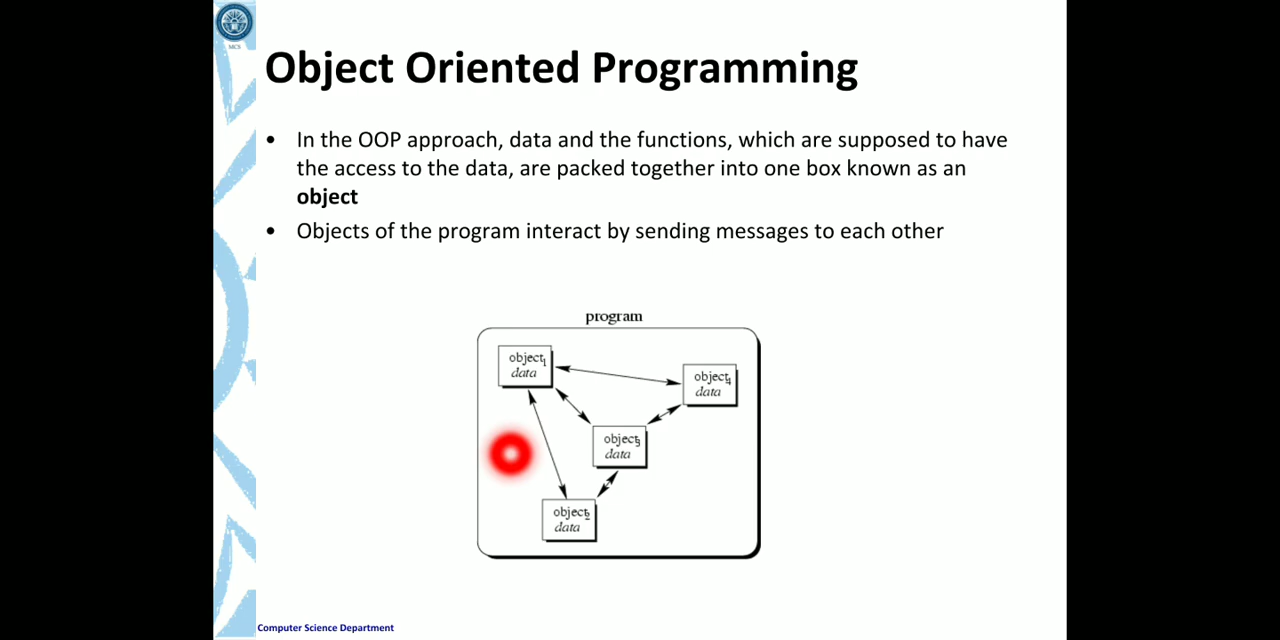 MCS
Object Oriented Programming
• In the OOP approach, data and the functions, which are supposed to have
the access to the data, are packed together into one box known as an
object
• Objects of the program interact by sending messages to each other
program
object1
data
object4
data
object3
data
object2
data
Computer Science Department